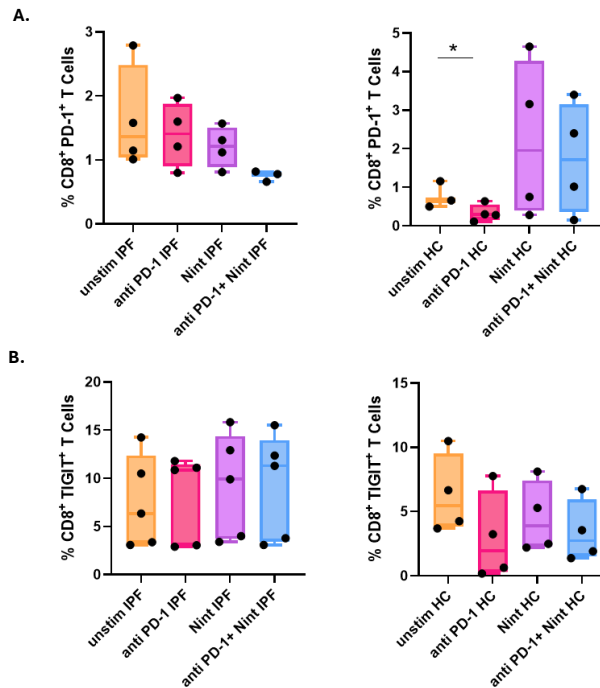 A.
% CD8⁺ PD-1⁺ T Cells
3
2
1
0
unstim IPF
anti PD-1 IPF
Nint IPF
anti PD-1+ Nint IPF
% CD8⁺ PD-1⁺ T Cells
5
4
3
2
1
0
*
unstim HC
anti PD-1 HC
Nint HC
anti PD-1+ Nint HC
B.
% CD8⁺ TIGIT⁺ T Cells
20
15
10
5
0
unstim IPF
anti PD-1 IPF
Nint IPF
anti PD-1+ Nint IPF
% CD8⁺ TIGIT⁺ T Cells
15
10
5
0
unstim HC
anti PD-1 HC
Nint HC
anti PD-1+ Nint HC